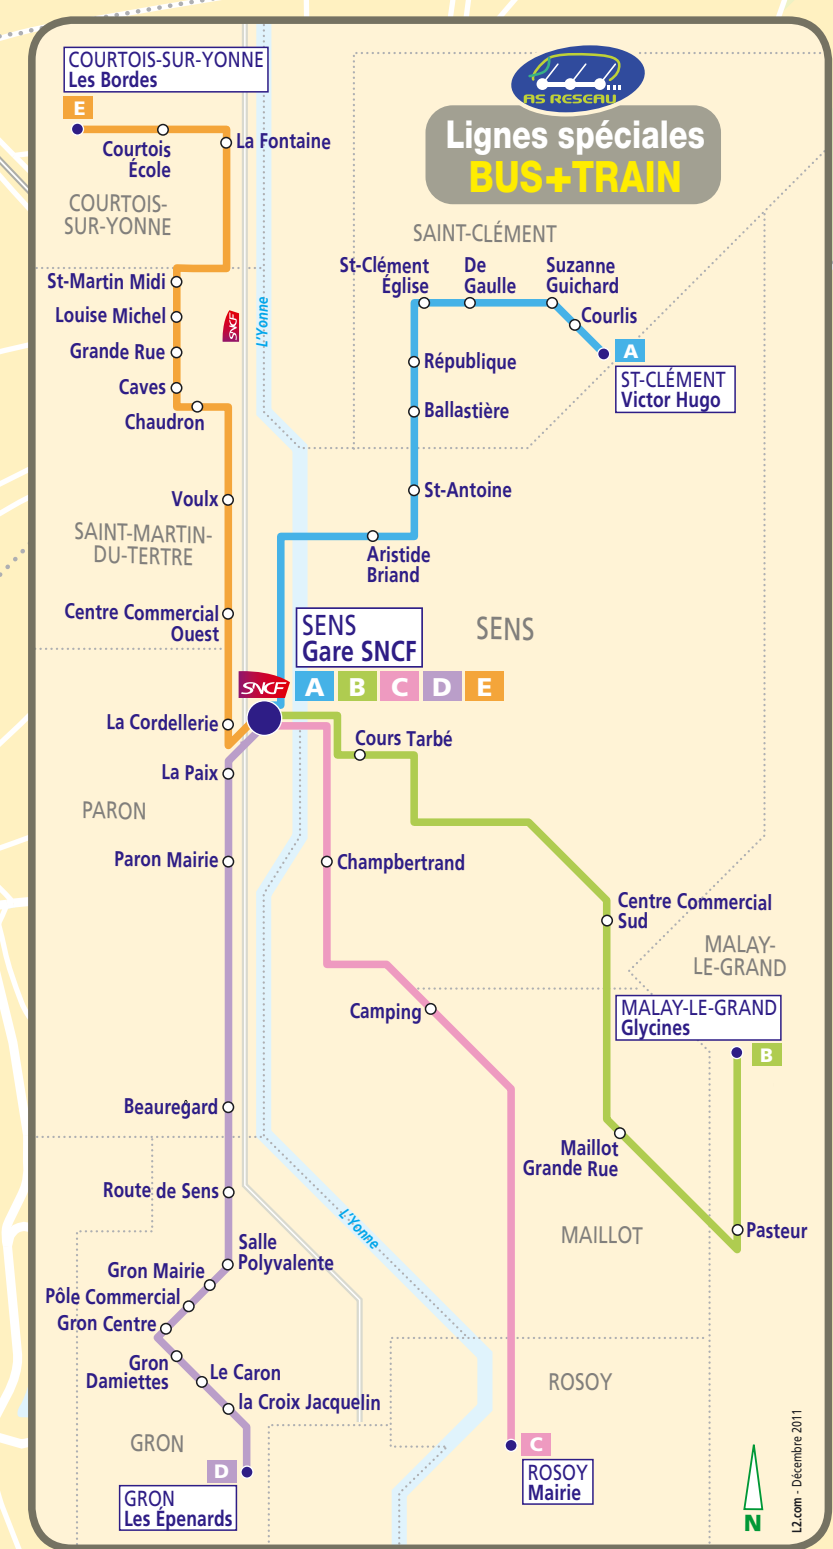 COURTOIS-SUR-YONNE
Les Bordes
E
Courtois
École
La Fontaine
COURTOIS-
SUR-YONNE
AS RESEAU
Lignes spéciales
BUS+TRAIN
SAINT-CLÉMENT
St-Clément
Église
De
Gaulle
Suzanne
Guichard
Courlis
A
ST-CLÉMENT
Victor Hugo
République
Ballastière
St-Antoine
Aristide
Briand
St-Martin Midi
Louise Michel
Grande Rue
Caves
Chaudron
SNCF
L'Yonne
Voulx
SAINT-MARTIN-
DU-TERTRE
Centre Commercial
Ouest
SENS
Gare SNCF
SENS
SNCF
A B C D E
La Cordellerie
La Paix
PARON
Paron Mairie
Cours Tarbé
Champbertrand
Centre Commercial
Sud
MALAY-
LE-GRAND
Camping
MALAY-LE-GRAND
Glycines
B
Beauregard
Maillot
Grande Rue
Route de Sens
L'Yonne
MAILLOT
Pasteur
Salle
Polyvalente
Gron Mairie
Pôle Commercial
Gron Centre
Gron
Damiettes
Le Caron
la Croix Jacquelin
ROSOY
GRON
D
GRON
Les Épenards
C
ROSOY
Mairie
N
L2.com - Décembre 2011